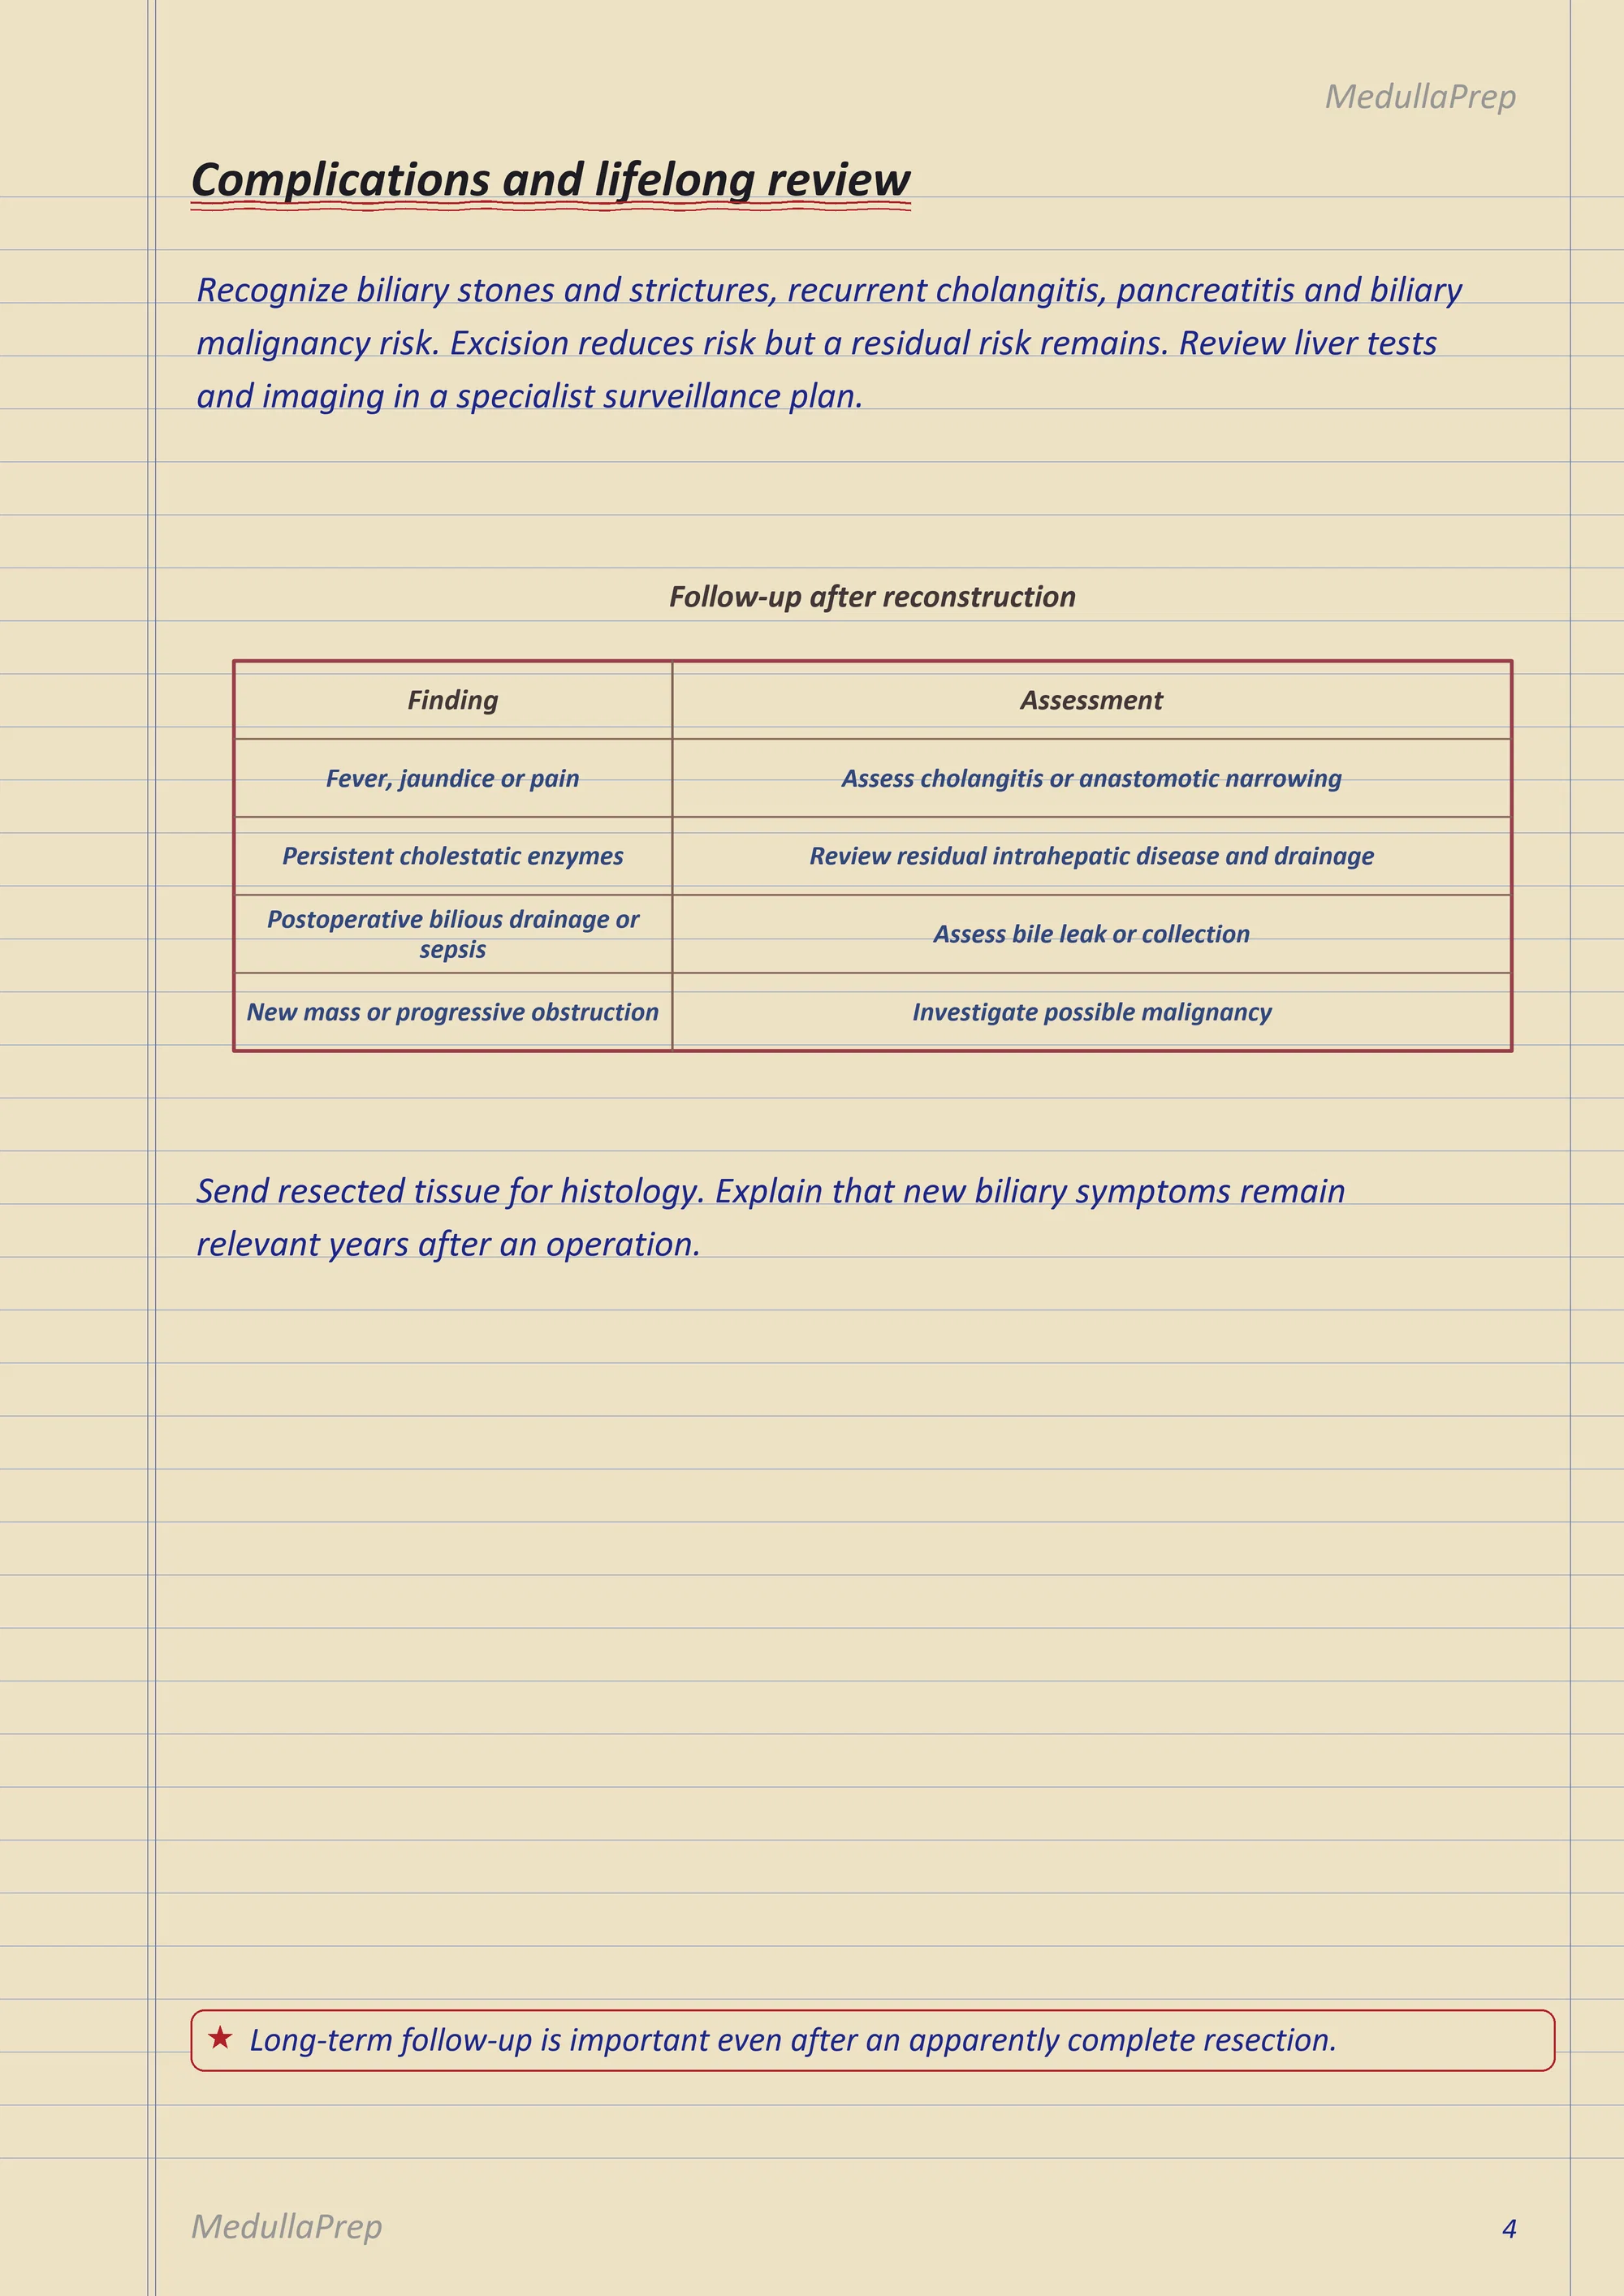 MedullaPrep
Complications and lifelong review
Recognize biliary stones and strictures, recurrent cholangitis, pancreatitis and biliary
malignancy risk. Excision reduces risk but a residual risk remains. Review liver tests
and imaging in a specialist surveillance plan.
Follow-up after reconstruction
Finding Assessment
Fever, jaundice or pain Assess cholangitis or anastomotic narrowing
Persistent cholestatic enzymes Review residual intrahepatic disease and drainage
Postoperative bilious drainage or
sepsis Assess bile leak or collection
New mass or progressive obstruction Investigate possible malignancy
Send resected tissue for histology. Explain that new biliary symptoms remain
relevant years after an operation.
★ Long-term follow-up is important even after an apparently complete resection.
MedullaPrep 4